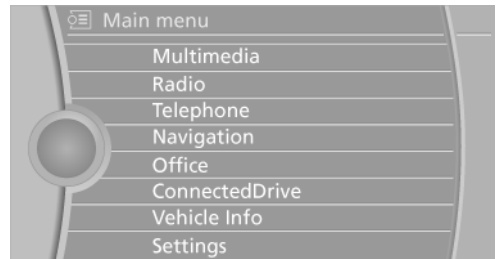 Main menu
Multimedia
Radio
Telephone
Navigation
Office
ConnectedDrive
Vehicle Info
Settings